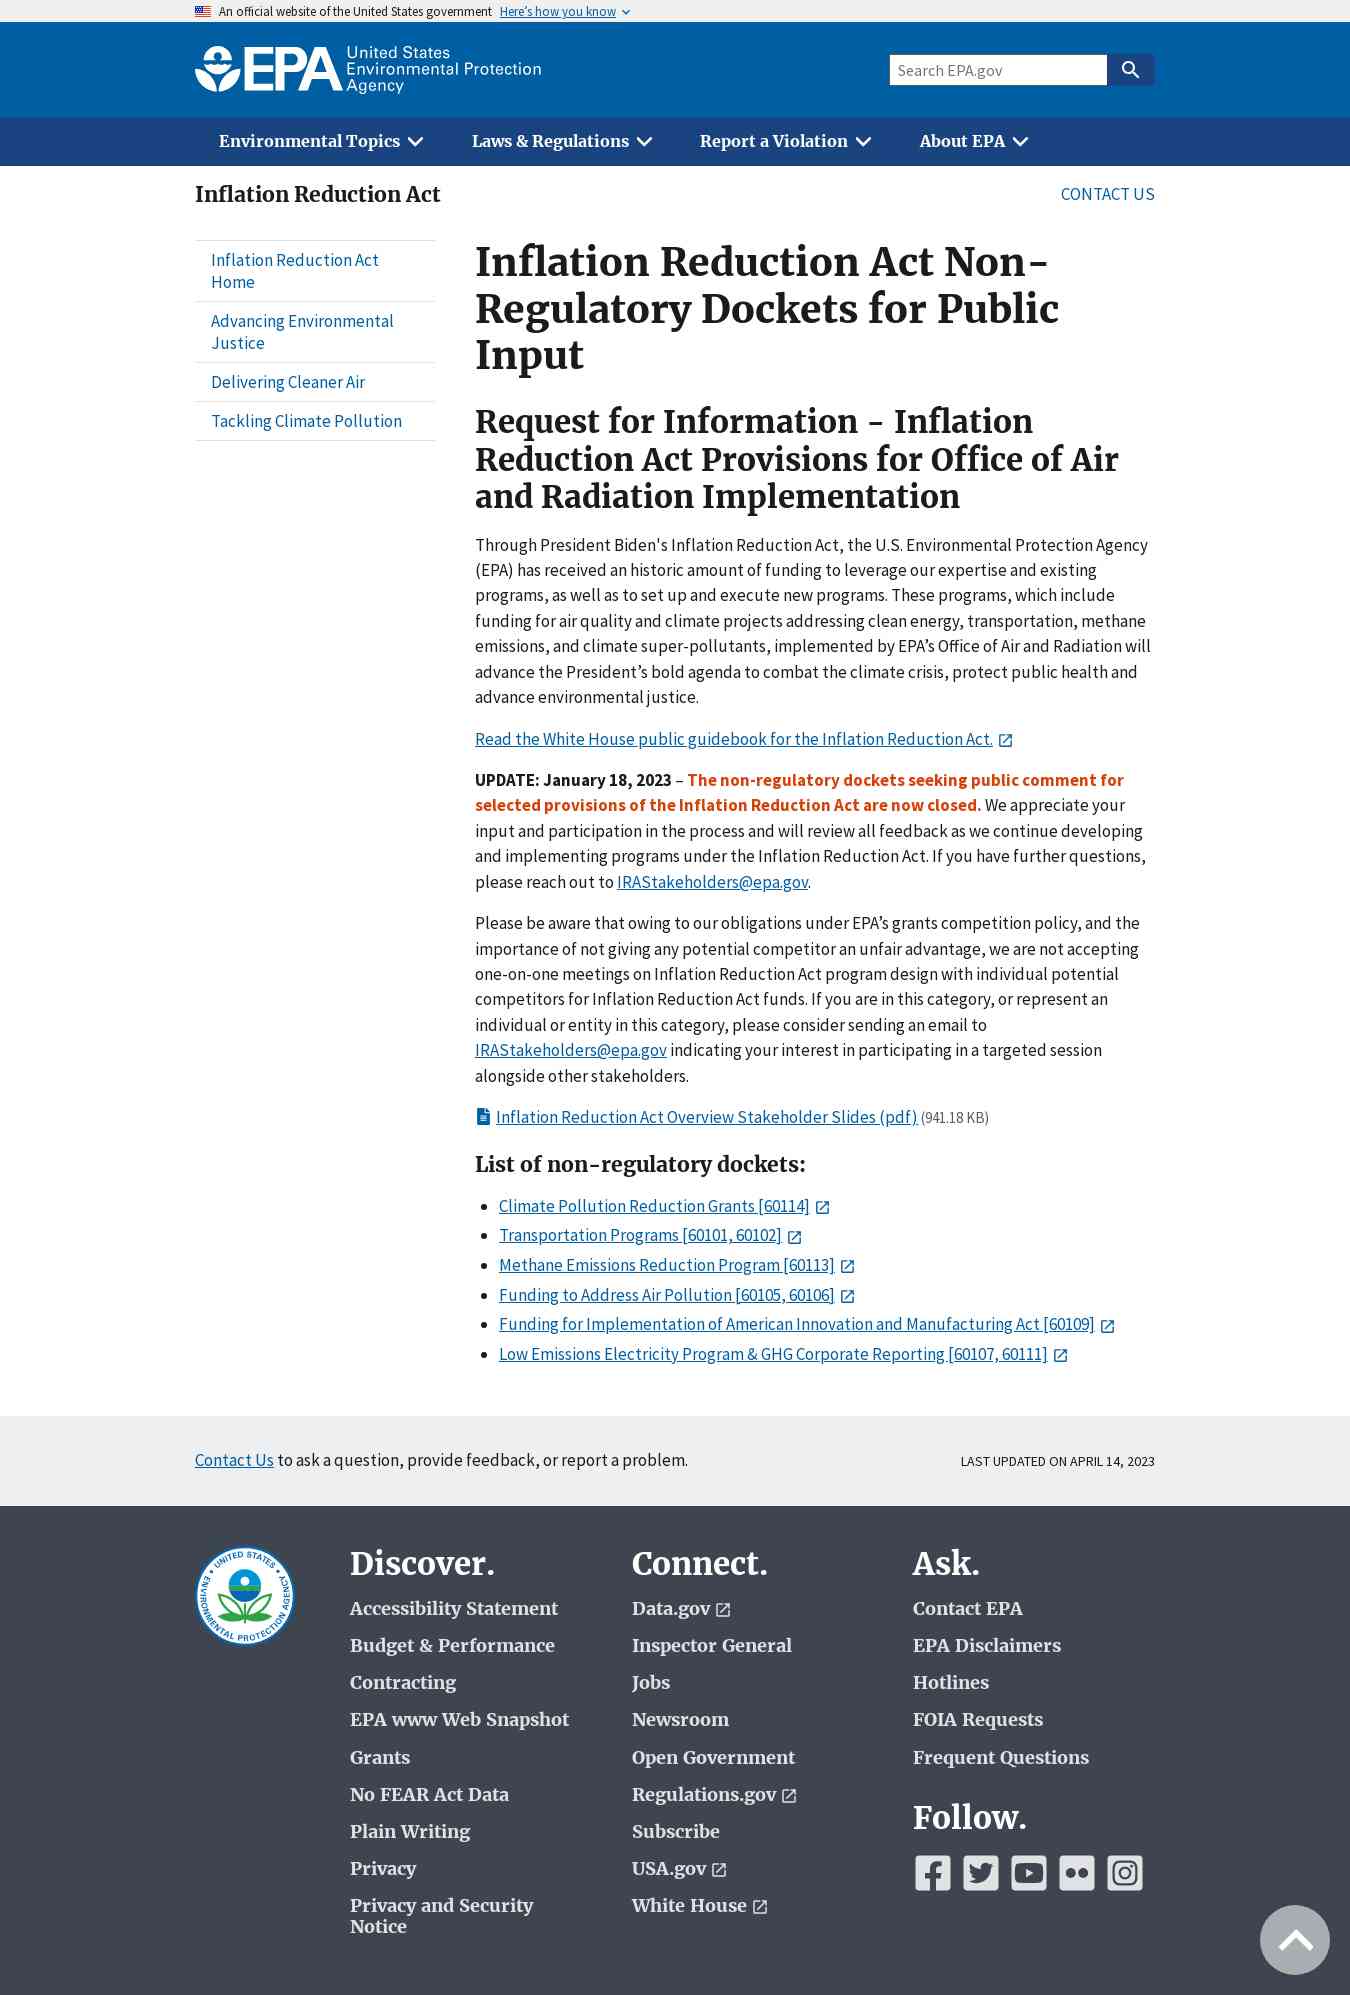 An official website of the United States government Here's how you know
EPA United States
Environmental Protection
Agency
Search EPA.gov
Environmental Topics Laws & Regulations Report a Violation About EPA
Inflation Reduction Act CONTACT US
Inflation Reduction Act
Home
Advancing Environmental
Justice
Delivering Cleaner Air
Tackling Climate Pollution
Inflation Reduction Act Non-
Regulatory Dockets for Public
Input
Request for Information - Inflation
Reduction Act Provisions for Office of Air
and Radiation Implementation
Through President Biden's Inflation Reduction Act, the U.S. Environmental Protection Agency
(EPA) has received an historic amount of funding to leverage our expertise and existing
programs, as well as to set up and execute new programs. These programs, which include
funding for air quality and climate projects addressing clean energy, transportation, methane
emissions, and climate super-pollutants, implemented by EPA’s Office of Air and Radiation will
advance the President’s bold agenda to combat the climate crisis, protect public health and
advance environmental justice.
Read the White House public guidebook for the Inflation Reduction Act.
UPDATE: January 18, 2023 – The non-regulatory dockets seeking public comment for
selected provisions of the Inflation Reduction Act are now closed. We appreciate your
input and participation in the process and will review all feedback as we continue developing
and implementing programs under the Inflation Reduction Act. If you have further questions,
please reach out to IRAStakeholders@epa.gov.
Please be aware that owing to our obligations under EPA’s grants competition policy, and the
importance of not giving any potential competitor an unfair advantage, we are not accepting
one-on-one meetings on Inflation Reduction Act program design with individual potential
competitors for Inflation Reduction Act funds. If you are in this category, or represent an
individual or entity in this category, please consider sending an email to
IRAStakeholders@epa.gov indicating your interest in participating in a targeted session
alongside other stakeholders.
Inflation Reduction Act Overview Stakeholder Slides (pdf) (941.18 KB)
List of non-regulatory dockets:
Climate Pollution Reduction Grants [60114]
Transportation Programs [60101, 60102]
Methane Emissions Reduction Program [60113]
Funding to Address Air Pollution [60105, 60106]
Funding for Implementation of American Innovation and Manufacturing Act [60109]
Low Emissions Electricity Program & GHG Corporate Reporting [60107, 60111]
Contact Us to ask a question, provide feedback, or report a problem. LAST UPDATED ON APRIL 14, 2023
UNITED STATES ENVIRONMENTAL PROTECTION AGENCY
Discover.
Accessibility Statement
Budget & Performance
Contracting
EPA www Web Snapshot
Grants
No FEAR Act Data
Plain Writing
Privacy
Privacy and Security
Notice
Connect.
Data.gov
Inspector General
Jobs
Newsroom
Open Government
Regulations.gov
Subscribe
USA.gov
White House
Ask.
Contact EPA
EPA Disclaimers
Hotlines
FOIA Requests
Frequent Questions
Follow.